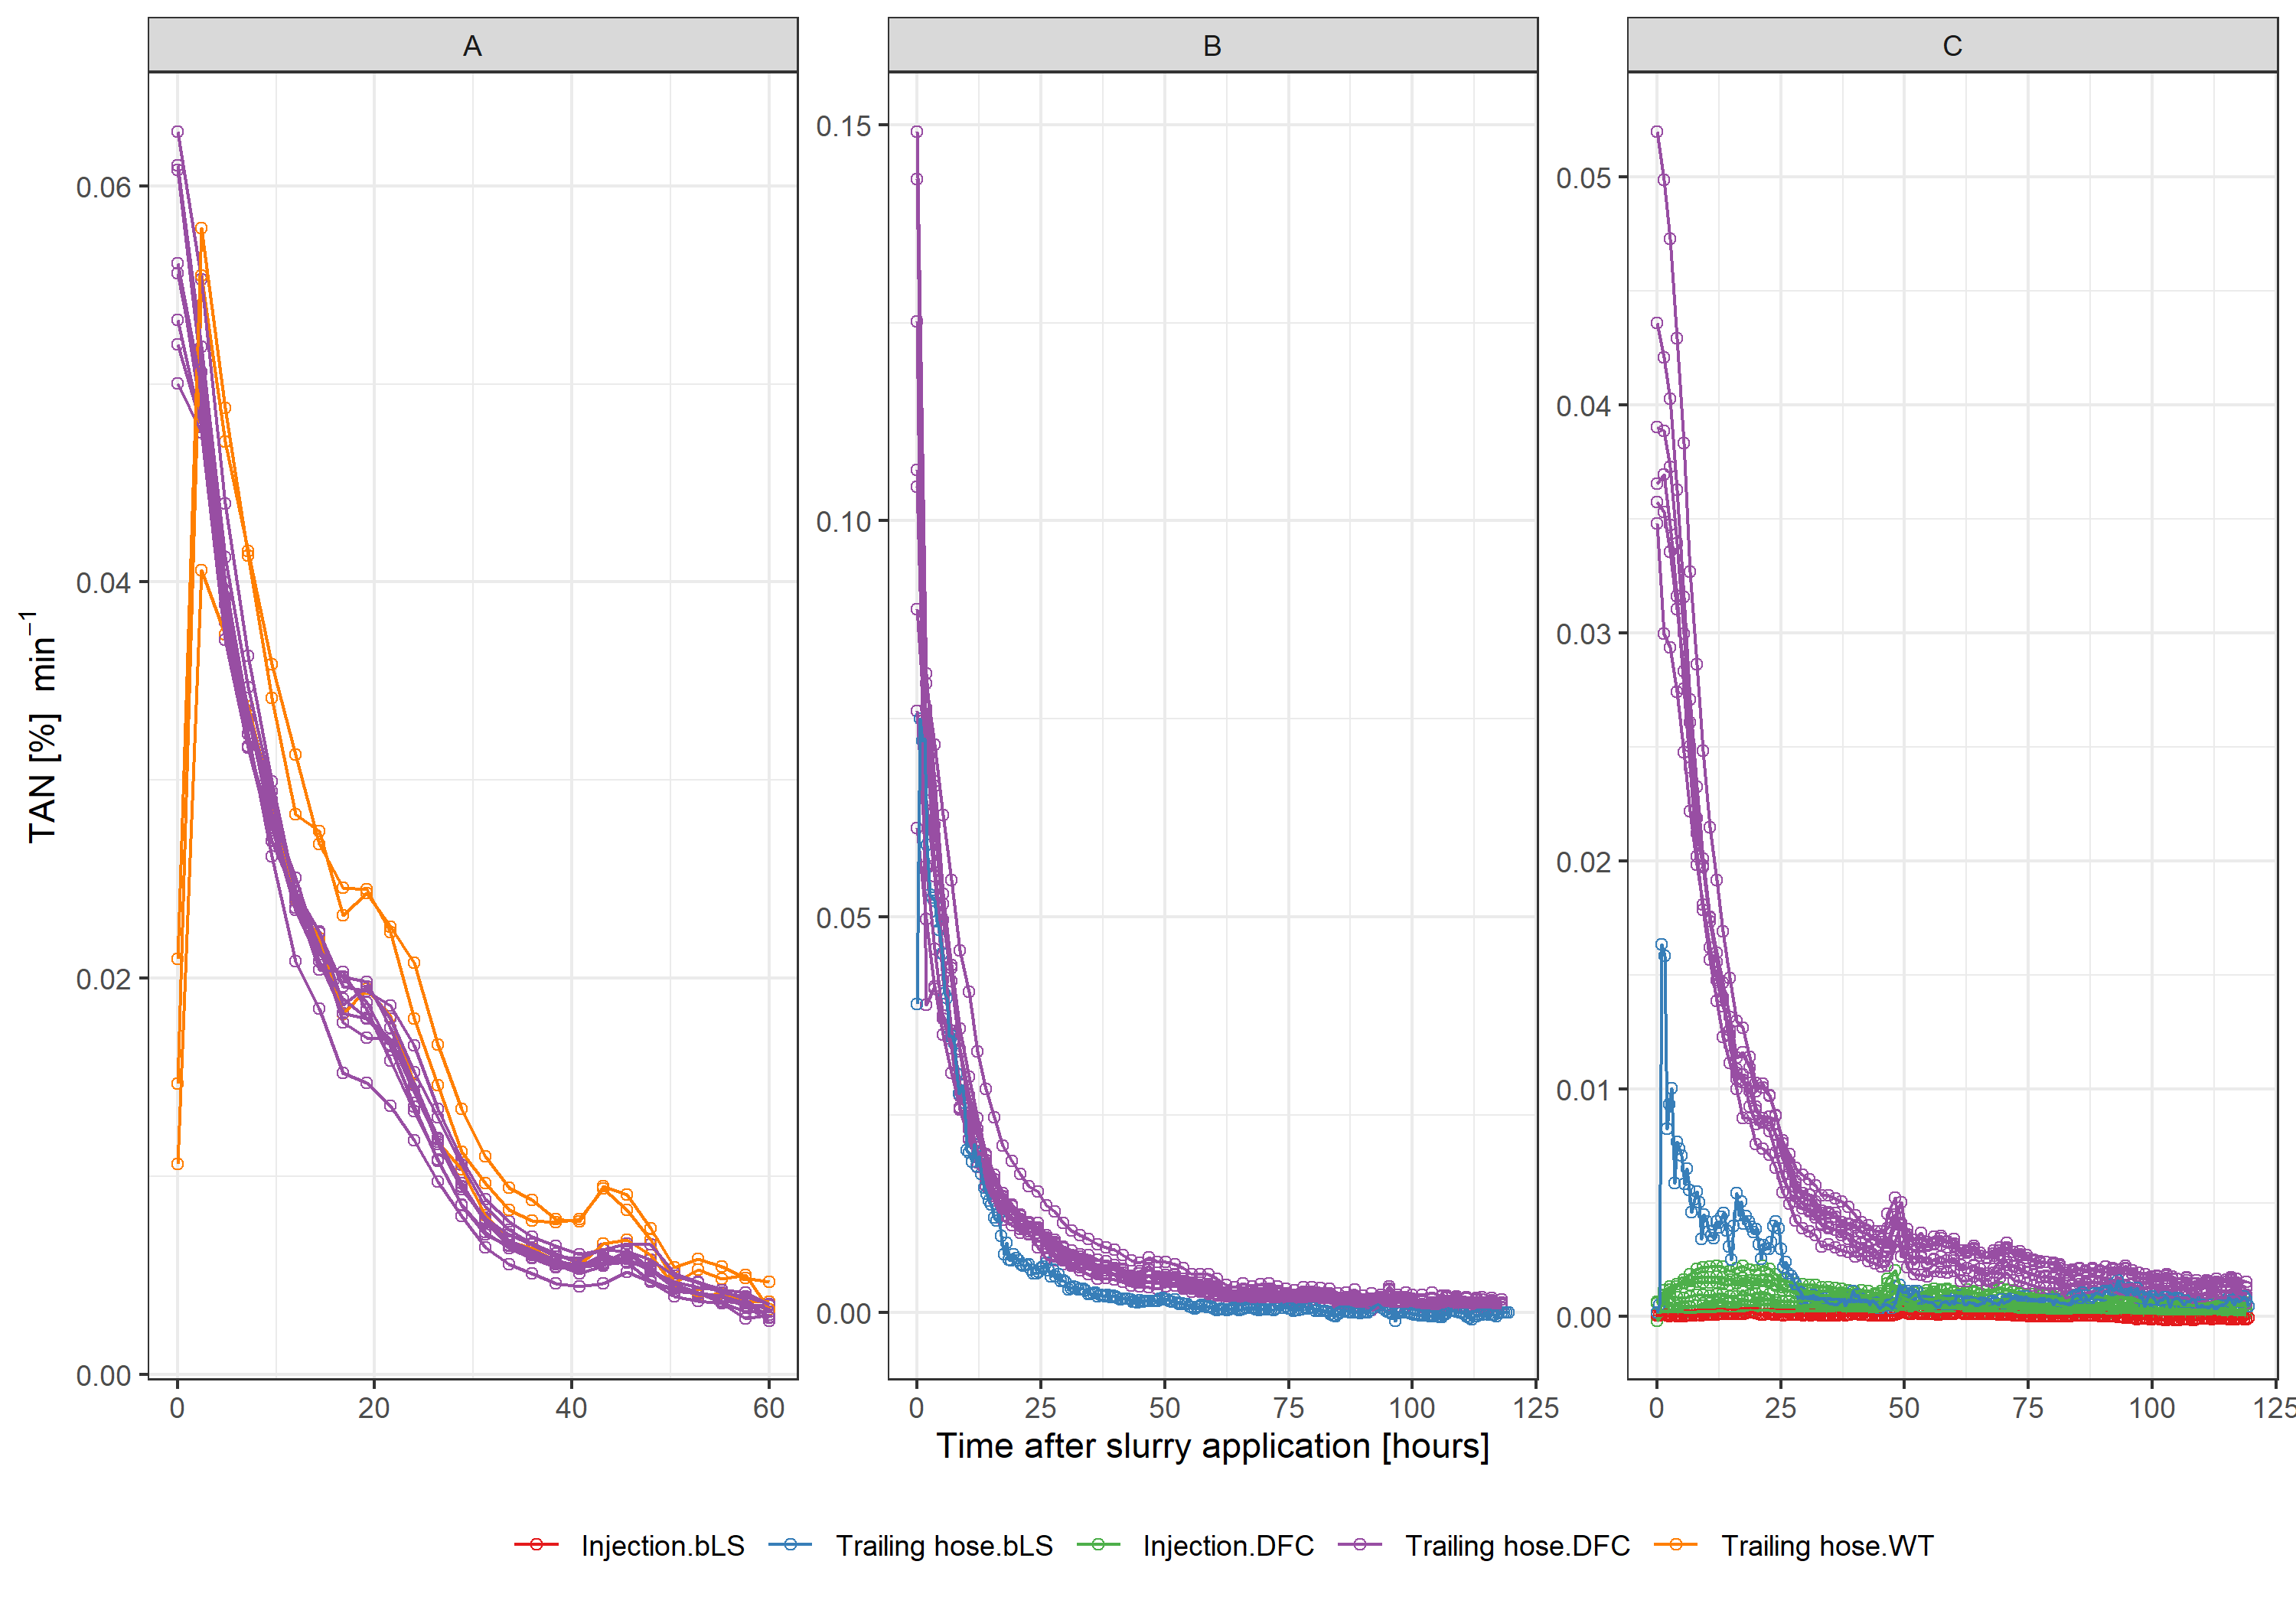 A
B
C
TAN [%] min⁻¹
0.06
0.04
0.02
0.00
0.15
0.10
0.05
0.00
0.05
0.04
0.03
0.02
0.01
0.00
0 20 40 60
0 25 50 75 100 125
0 25 50 75 100 125
Time after slurry application [hours]
Injection.bLS Trailing hose.bLS Injection.DFC Trailing hose.DFC Trailing hose.WT